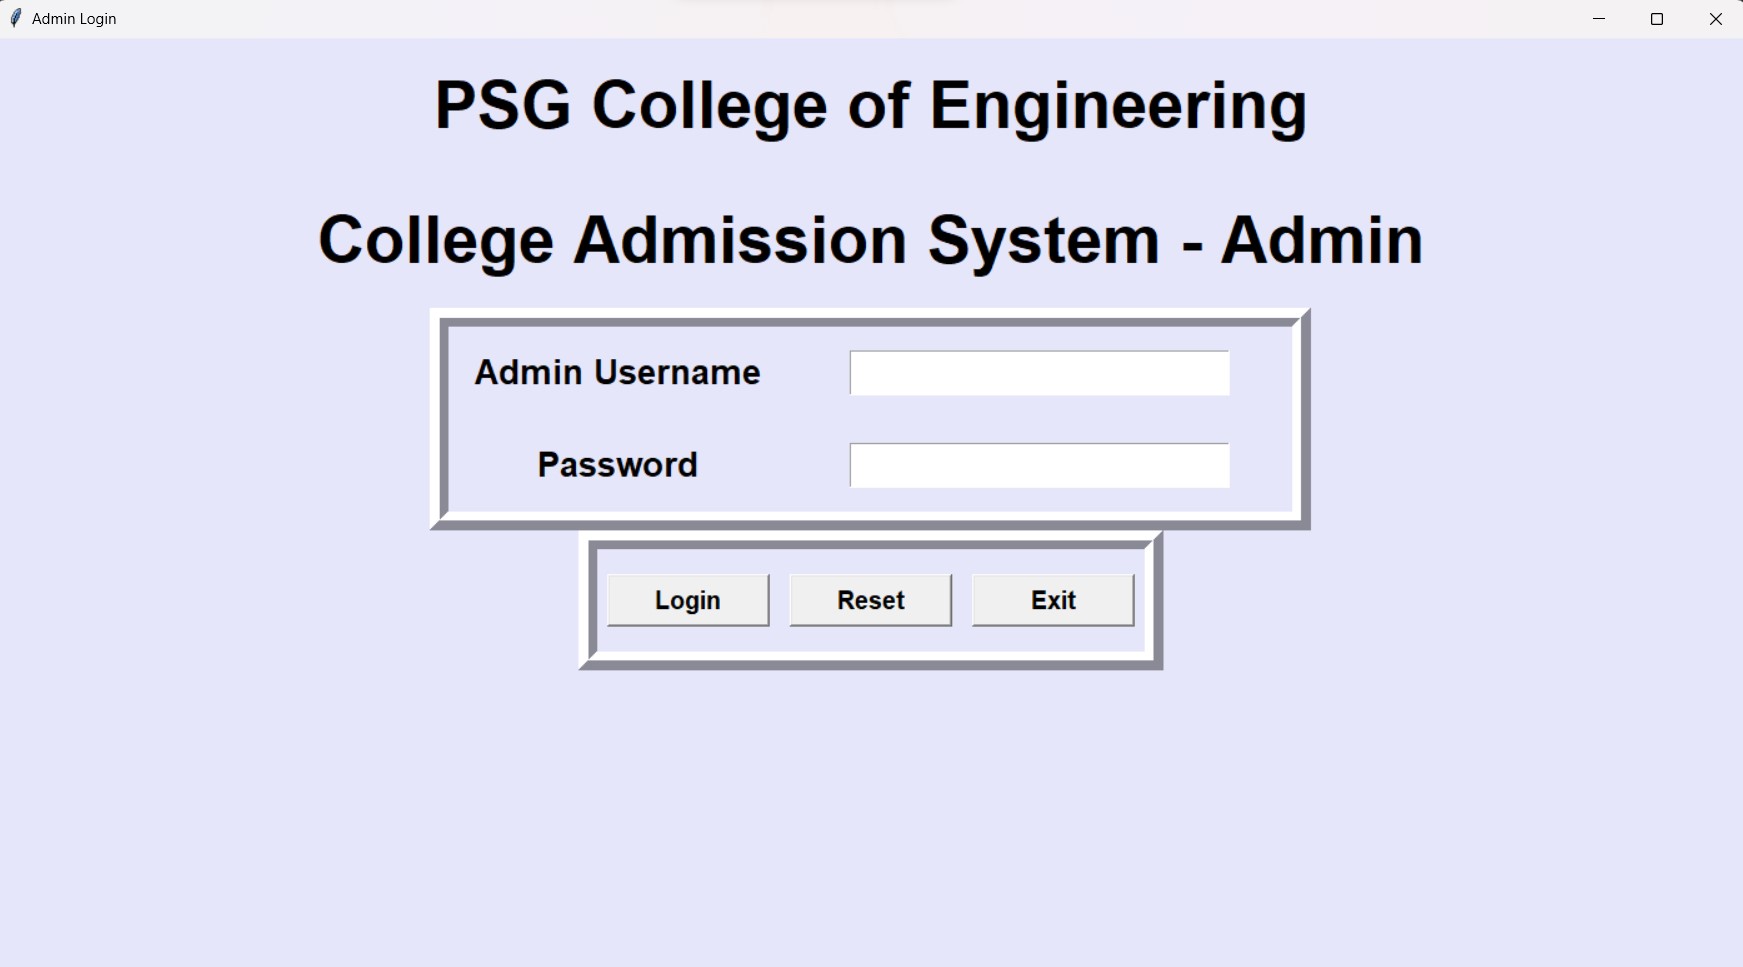 Admin Login
PSG College of Engineering
College Admission System - Admin
Admin Username
Password
Login Reset Exit